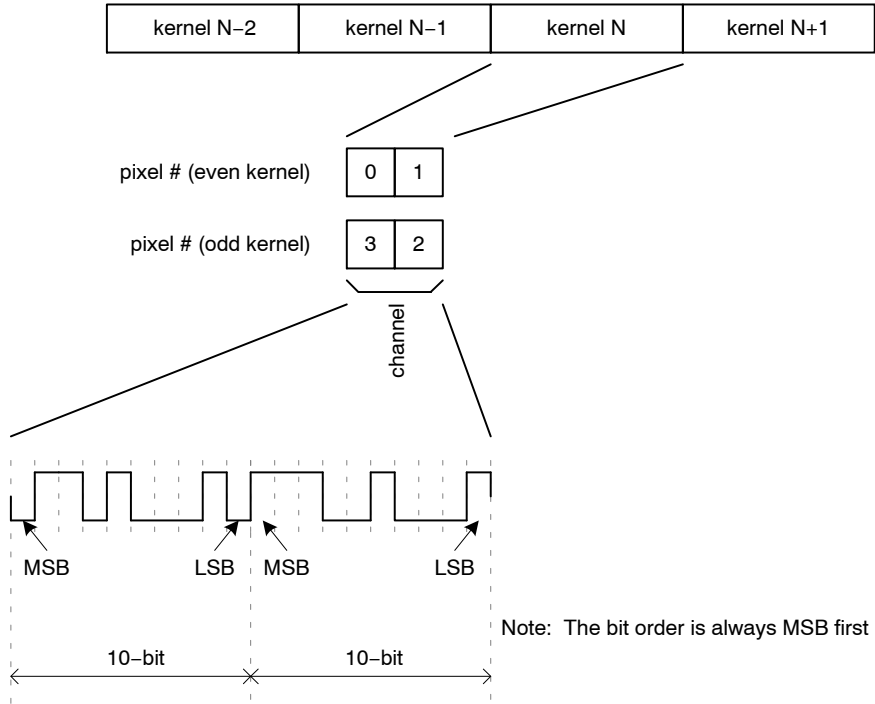 kernel N−2 kernel N−1 kernel N kernel N+1
pixel # (even kernel) 0 1
pixel # (odd kernel) 3 2
channel
MSB LSB MSB LSB
Note: The bit order is always MSB first
10−bit 10−bit